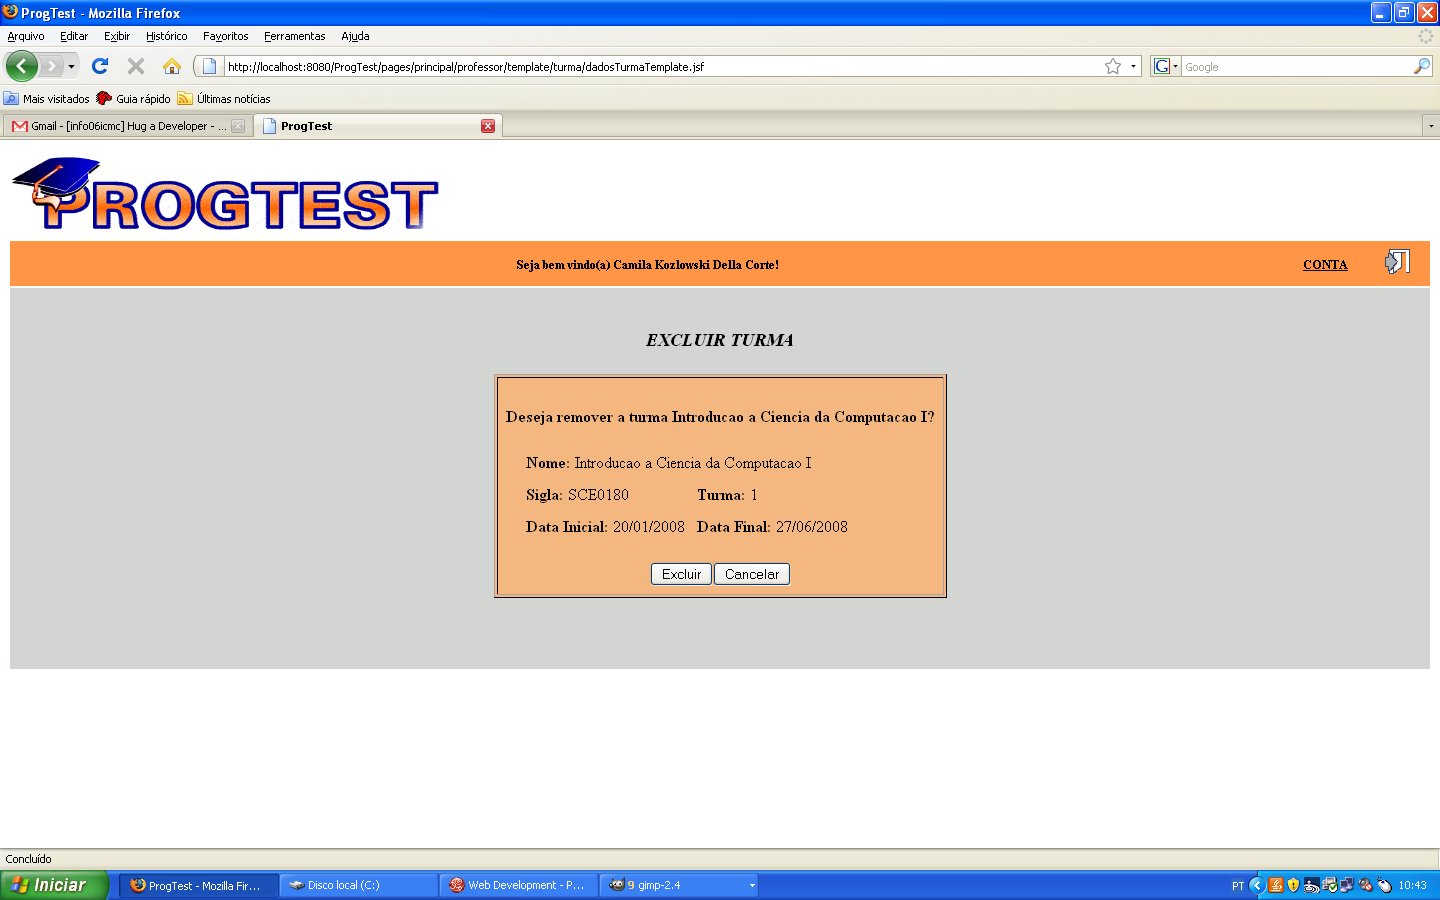 ProgTest - Mozilla Firefox
Arquivo Editar Exibir Histórico Favoritos Ferramentas Ajuda
http://localhost:8080/ProgTest/pages/principal/professor/template/turma/dadosTurmaTemplate.jsf
G Google
Mais visitados Guia rápido Últimas notícias
Gmail - [info06icmc] Hug a Developer - ... ProgTest
PROGTEST
Seja bem vindo(a) Camila Kozlowski Della Corte! CONTA
EXCLUIR TURMA
Deseja remover a turma Introducao a Ciencia da Computacao I?
Nome: Introducao a Ciencia da Computacao I
Sigla: SCE0180 Turma: 1
Data Inicial: 20/01/2008 Data Final: 27/06/2008
Excluir Cancelar
Concluído
Iniciar ProgTest - Mozilla Fir... Disco local (C:) Web Development - P... 9 gimp-2.4 PT 10:43